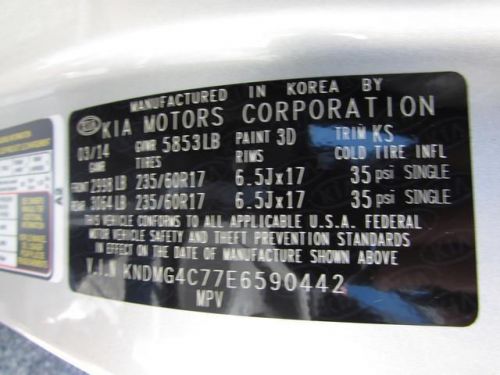 MANUFACTURED IN KOREA BY
KIA KIA MOTORS CORPORATION
03/14 GVWR 5853LB PAINT 3D TRIM KS
GAWR TIRES RIMS COLD TIRE INFL
FRONT 2998LB 235/60R17 6.5Jx17 35 psi SINGLE
REAR 3064LB 235/60R17 6.5Jx17 35 psi SINGLE
THIS VEHICLE CONFORMS TO ALL APPLICABLE U.S.A. FEDERAL
MOTOR VEHICLE SAFETY AND THEFT PREVENTION STANDARDS
IN EFFECT ON THE DATE OF MANUFACTURE SHOWN ABOVE
V.I.N KNDMG4C77E6590442
MPV
A2